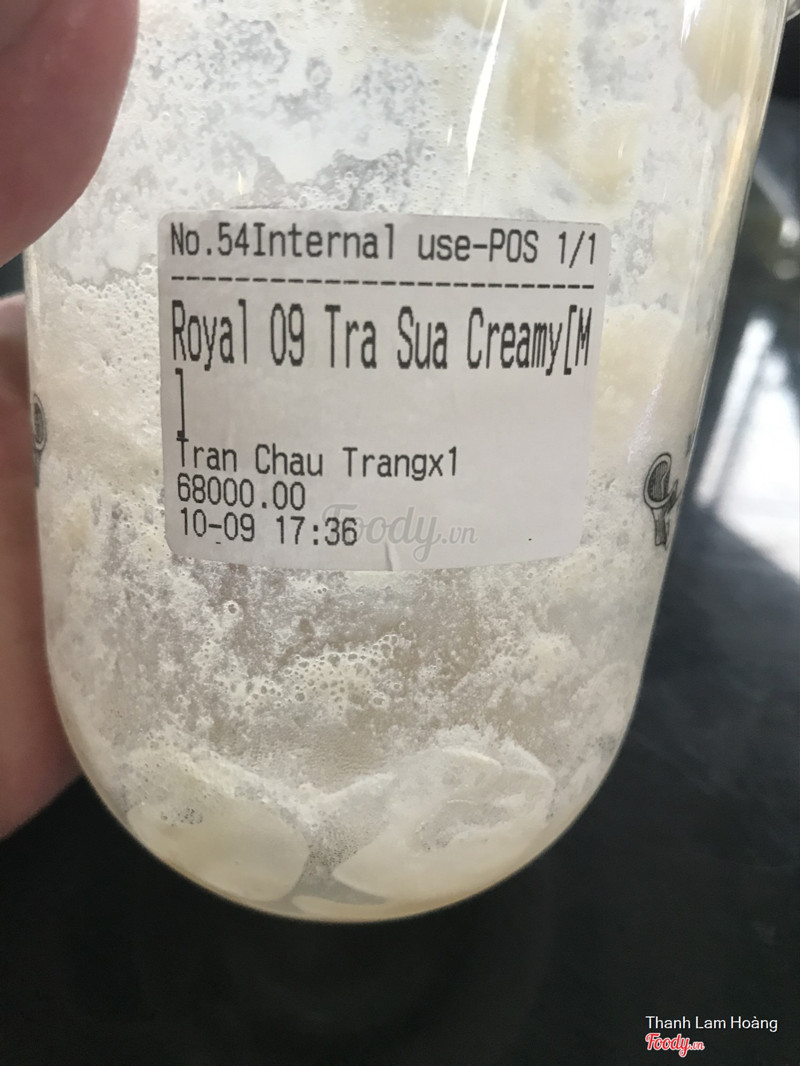 No.54Internal use-POS 1/1
Royal 09 Tra Sua Creamy[M
]
Tran Chau Trangx1
68000.00
10-09 17:36
Foody.vn
Thanh Lam Hoàng
Foody.vn